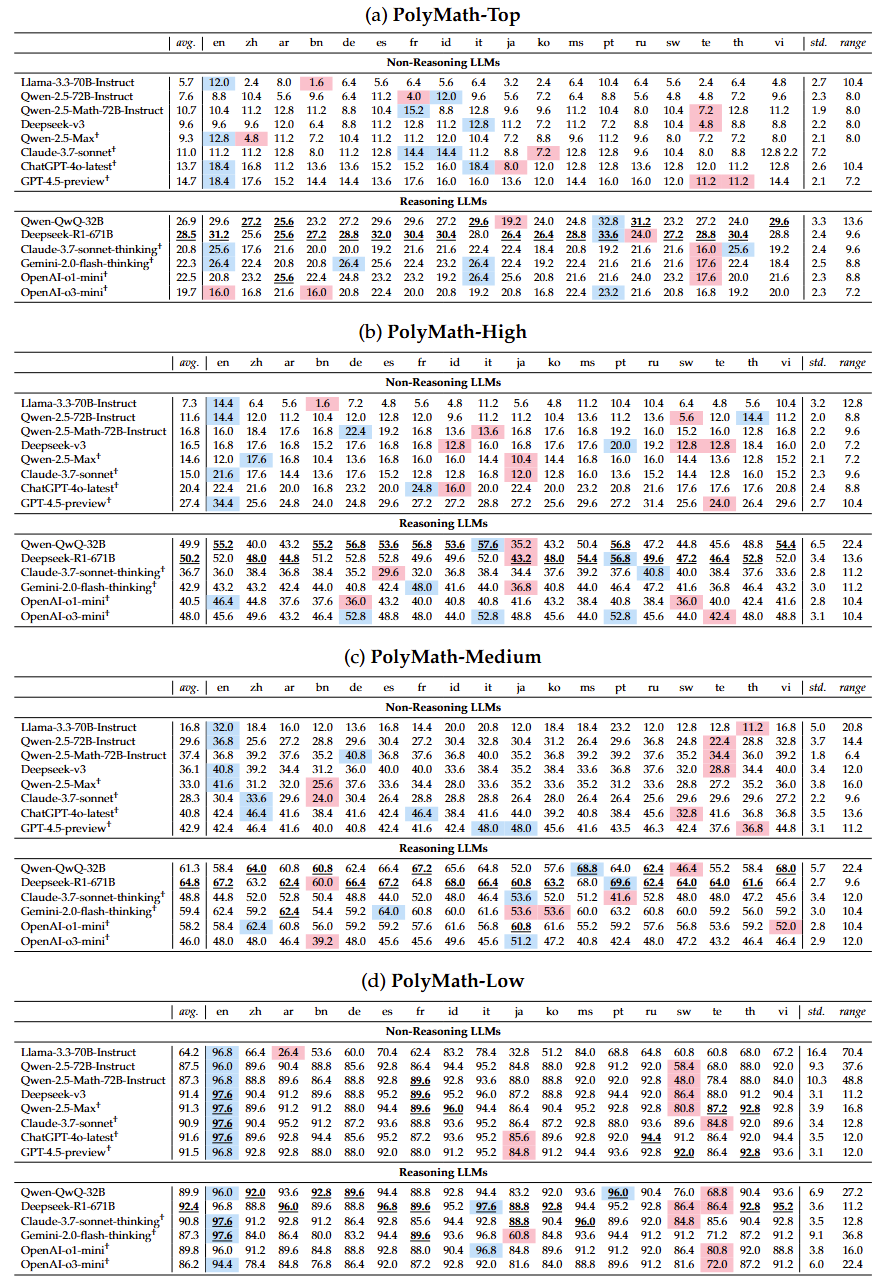 (a) PolyMath-Top
avg. en zh ar bn de es fr id it ja ko ms pt ru sw te th vi std. range
Non-Reasoning LLMs
Llama-3.3-70B-Instruct 5.7 12.0 2.4 8.0 1.6 6.4 5.6 6.4 5.6 6.4 3.2 2.4 6.4 10.4 6.4 5.6 2.4 6.4 4.8 2.7 10.4
Qwen-2.5-72B-Instruct 7.6 8.8 10.4 5.6 9.6 6.4 11.2 4.0 12.0 9.6 5.6 7.2 6.4 8.8 5.6 4.8 4.8 7.2 9.6 2.3 8.0
Qwen-2.5-Math-72B-Instruct 10.7 10.4 11.2 12.8 11.2 8.8 10.4 15.2 8.8 12.8 9.6 9.6 11.2 10.4 8.0 11.2 7.2 12.8 11.2 1.9 8.0
Deepseek-v3 9.6 9.6 9.6 12.0 6.4 8.8 11.2 12.8 11.2 12.8 11.2 7.2 11.2 7.2 8.8 10.4 4.8 8.8 8.8 2.2 8.0
Qwen-2.5-Max† 9.3 12.8 4.8 11.2 7.2 10.4 11.2 11.2 12.0 10.4 7.2 8.8 9.6 11.2 9.6 8.0 7.2 7.2 8.0 2.1 8.0
Claude-3.7-sonnet† 11.0 11.2 11.2 12.8 8.0 11.2 12.8 14.4 14.4 11.2 8.8 7.2 12.8 12.8 9.6 10.4 8.0 8.8 12.8 2.2 7.2
ChatGPT-4o-latest† 13.7 18.4 16.8 11.2 13.6 12.8 15.2 15.2 16.0 18.4 8.0 12.0 12.8 12.8 13.6 12.8 12.0 11.2 12.8 2.6 10.4
GPT-4.5-preview† 14.7 18.4 17.6 15.2 14.4 14.4 13.6 17.6 16.0 16.0 13.6 12.0 14.4 16.0 16.0 12.0 11.2 11.2 14.4 2.1 7.2
Reasoning LLMs
Qwen-QwQ-32B 26.9 29.6 27.2 25.6 23.2 27.2 29.6 29.6 27.2 29.6 19.2 24.0 24.8 32.8 31.2 23.2 27.2 24.0 29.6 3.3 13.6
Deepseek-R1-671B 28.5 31.2 25.6 25.6 27.2 28.8 32.0 30.4 30.4 28.0 26.4 26.4 28.8 33.6 24.0 27.2 28.8 30.4 2.4 9.6
Claude-3.7-sonnet-thinking† 20.8 25.6 17.6 21.6 20.0 20.0 19.2 21.6 21.6 22.4 22.4 18.4 20.8 19.2 21.6 21.6 16.0 25.6 2.4 9.6
Gemini-2.0-flash-thinking† 22.3 26.4 22.4 20.8 20.8 26.4 25.6 22.4 23.2 26.4 24.0 20.0 22.4 21.6 21.6 22.4 17.6 22.4 18.4 2.5 8.8
OpenAI-o1-mini† 22.5 20.8 23.2 25.6 22.4 24.8 23.2 23.2 19.2 26.4 25.6 20.8 21.6 21.6 22.4 23.2 17.6 20.0 21.6 2.3 8.8
OpenAI-o3-mini† 19.7 16.0 16.8 21.6 16.0 20.8 22.4 20.0 20.8 19.2 20.8 16.8 22.4 23.2 21.6 20.8 16.8 19.2 20.0 2.3 7.2
(b) PolyMath-High
avg. en zh ar bn de es fr id it ja ko ms pt ru sw te th vi std. range
Non-Reasoning LLMs
Llama-3.3-70B-Instruct 7.3 14.4 6.4 5.6 1.6 7.2 4.8 5.6 4.8 11.2 5.6 4.8 11.2 10.4 10.4 6.4 4.8 5.6 10.4 3.2 12.8
Qwen-2.5-72B-Instruct 11.6 14.4 12.0 11.2 10.4 12.0 12.8 12.0 9.6 11.2 11.2 10.4 13.6 11.2 13.6 5.6 12.0 14.4 11.2 2.0 8.8
Qwen-2.5-Math-72B-Instruct 16.8 16.0 18.4 17.6 16.8 22.4 19.2 16.8 13.6 13.6 16.8 17.6 16.8 19.2 16.0 15.2 16.0 12.8 16.8 2.2 9.6
Deepseek-v3 16.5 16.8 17.6 16.8 15.2 17.6 16.8 16.8 12.8 16.0 16.8 17.6 17.6 20.0 19.2 12.8 12.8 18.4 16.0 2.0 7.2
Qwen-2.5-Max† 14.6 12.0 17.6 12.8 10.4 13.6 16.8 16.0 16.0 14.4 10.4 16.8 16.0 16.0 14.4 13.6 12.8 16.0 15.2 2.1 7.2
Claude-3.7-sonnet† 15.0 21.6 17.6 14.4 13.6 17.6 15.2 12.8 12.8 16.8 12.0 12.8 16.0 13.6 15.2 14.4 12.8 16.0 15.2 2.3 9.6
ChatGPT-4o-latest† 20.4 22.4 21.6 20.0 16.8 23.2 20.0 24.8 16.0 20.0 22.4 20.0 23.2 20.8 21.6 17.6 17.6 17.6 20.8 2.4 8.8
GPT-4.5-preview† 27.4 34.4 25.6 24.8 24.0 24.8 29.6 27.2 27.2 28.8 27.2 25.6 29.6 27.2 31.4 25.6 24.0 26.4 29.6 2.7 10.4
Reasoning LLMs
Qwen-QwQ-32B 49.9 55.2 40.0 43.2 55.2 56.8 53.6 56.8 53.6 57.6 35.2 43.2 50.4 56.8 47.2 44.8 45.6 48.8 54.4 6.5 22.4
Deepseek-R1-671B 50.2 52.0 48.0 44.8 51.2 52.8 52.8 49.6 49.6 52.0 43.2 48.0 54.4 56.8 49.6 47.2 46.4 52.8 52.0 3.4 13.6
Claude-3.7-sonnet-thinking† 36.7 36.0 38.4 36.8 38.4 35.2 29.6 32.0 36.8 38.4 34.4 37.6 39.2 37.6 40.8 40.0 38.4 37.6 33.6 2.8 11.2
Gemini-2.0-flash-thinking† 42.9 43.2 43.2 42.4 44.0 40.8 42.4 48.0 41.6 44.0 36.8 40.8 44.0 46.4 47.2 41.6 36.8 46.4 43.2 3.0 11.2
OpenAI-o1-mini† 40.5 46.4 44.8 37.6 37.6 36.0 43.2 40.0 40.8 40.8 41.6 43.2 38.4 40.8 38.4 36.0 40.0 42.4 41.6 2.8 10.4
OpenAI-o3-mini† 48.0 45.6 49.6 43.2 46.4 52.8 48.8 48.0 44.0 52.8 48.8 45.6 44.0 52.8 45.6 44.0 42.4 48.0 48.8 3.1 10.4
(c) PolyMath-Medium
avg. en zh ar bn de es fr id it ja ko ms pt ru sw te th vi std. range
Non-Reasoning LLMs
Llama-3.3-70B-Instruct 16.8 32.0 18.4 16.0 12.0 13.6 16.8 14.4 20.0 20.8 12.0 18.4 18.4 23.2 12.0 12.8 12.8 11.2 16.8 5.0 20.8
Qwen-2.5-72B-Instruct 29.6 36.8 25.6 27.2 28.8 29.6 30.4 27.2 30.4 32.8 30.4 31.2 26.4 29.6 36.8 24.8 22.4 28.8 32.8 3.7 14.4
Qwen-2.5-Math-72B-Instruct 37.4 36.8 39.2 37.6 35.2 40.8 38.4 37.6 36.8 40.0 35.2 36.8 39.2 38.4 37.6 35.2 34.4 36.0 39.2 1.8 6.4
Deepseek-v3 36.1 40.8 39.2 34.4 31.2 36.0 40.0 40.0 33.6 38.4 35.2 38.4 33.6 36.8 37.6 32.0 28.8 34.4 40.0 3.4 12.0
Qwen-2.5-Max† 33.0 41.6 31.2 32.0 25.6 37.6 33.6 34.4 28.0 33.6 35.2 33.6 35.2 31.2 33.6 28.8 27.2 35.2 36.0 3.8 16.0
Claude-3.7-sonnet† 28.3 30.4 33.6 29.6 24.0 30.4 26.4 28.8 28.8 28.8 26.4 28.0 26.4 26.4 25.6 29.6 29.6 29.6 27.2 2.2 9.6
ChatGPT-4o-latest† 40.8 42.4 46.4 41.6 38.4 41.6 42.4 46.4 38.4 41.6 44.0 39.2 40.8 38.4 45.6 32.8 41.6 36.8 36.8 3.5 13.6
GPT-4.5-preview† 42.9 42.4 46.4 41.6 40.0 40.8 42.4 41.6 42.4 48.0 48.0 45.6 41.6 43.5 46.3 42.4 37.6 36.8 44.8 3.1 11.2
Reasoning LLMs
Qwen-QwQ-32B 61.3 58.4 64.0 60.8 60.8 62.4 66.4 67.2 65.6 64.8 52.0 57.6 68.8 64.0 62.4 46.4 55.2 58.4 68.0 5.7 22.4
Deepseek-R1-671B 64.8 67.2 63.2 62.4 60.0 66.4 67.2 64.8 68.0 66.4 60.8 63.2 68.0 69.6 62.4 64.0 64.0 61.6 66.4 2.7 9.6
Claude-3.7-sonnet-thinking† 48.8 44.8 52.0 52.8 50.4 48.8 44.0 52.0 48.0 46.4 53.6 52.0 51.2 41.6 52.8 48.0 48.0 47.2 45.6 3.4 12.0
Gemini-2.0-flash-thinking† 59.4 62.4 59.2 62.4 54.4 59.2 64.0 60.8 60.0 61.6 53.6 53.6 60.0 63.2 60.8 60.0 59.2 56.0 59.2 3.0 10.4
OpenAI-o1-mini† 58.2 58.4 62.4 60.8 56.0 59.2 59.2 57.6 61.6 56.8 60.8 61.6 55.2 59.2 57.6 56.8 53.6 59.2 52.0 2.8 10.4
OpenAI-o3-mini† 46.0 48.0 48.0 46.4 39.2 48.0 45.6 45.6 49.6 45.6 51.2 47.2 40.8 42.4 48.0 47.2 43.2 46.4 46.4 2.9 12.0
(d) PolyMath-Low
avg. en zh ar bn de es fr id it ja ko ms pt ru sw te th vi std. range
Non-Reasoning LLMs
Llama-3.3-70B-Instruct 64.2 96.8 66.4 26.4 53.6 60.0 70.4 62.4 83.2 78.4 32.8 51.2 84.0 68.8 64.8 60.8 60.8 68.0 67.2 16.4 70.4
Qwen-2.5-72B-Instruct 87.5 96.0 89.6 90.4 88.8 85.6 92.8 86.4 94.4 95.2 84.8 88.0 92.8 91.2 92.0 58.4 68.0 88.0 92.0 9.3 37.6
Qwen-2.5-Math-72B-Instruct 87.3 96.8 88.8 89.6 86.4 88.8 92.8 89.6 92.8 93.6 88.0 88.8 92.8 92.0 92.8 48.0 78.4 88.0 84.0 10.3 48.8
Deepseek-v3 91.4 97.6 90.4 91.2 89.6 88.8 95.2 89.6 95.2 96.0 87.2 88.8 92.8 94.4 92.8 86.4 88.0 91.2 90.4 3.1 11.2
Qwen-2.5-Max† 91.3 97.6 89.6 91.2 91.2 88.0 94.4 89.6 96.0 94.4 86.4 90.4 95.2 92.8 92.8 80.8 87.2 92.8 92.8 3.9 16.8
Claude-3.7-sonnet† 90.9 97.6 90.4 95.2 91.2 87.2 93.6 88.8 93.6 95.2 86.4 87.2 92.8 88.0 93.6 89.6 84.8 92.0 89.6 3.4 12.8
ChatGPT-4o-latest† 91.6 97.6 89.6 92.8 94.4 85.6 95.2 87.2 93.6 95.2 85.6 89.6 92.8 92.0 94.4 91.2 86.4 92.0 94.4 3.5 12.0
GPT-4.5-preview† 91.5 96.8 92.8 92.8 88.0 88.0 92.0 88.0 91.2 95.2 84.8 91.2 94.4 93.6 88.8 92.0 90.4 92.8 93.6 3.1 12.0
Reasoning LLMs
Qwen-QwQ-32B 89.9 96.0 92.0 93.6 92.8 89.6 94.4 88.8 92.8 94.4 83.2 92.0 93.6 96.0 90.4 76.0 68.8 90.4 93.6 6.9 27.2
Deepseek-R1-671B 92.4 96.8 88.8 96.0 89.6 88.8 96.8 89.6 95.2 97.6 88.8 92.8 94.4 95.2 92.8 86.4 86.4 92.8 95.2 3.6 11.2
Claude-3.7-sonnet-thinking† 90.8 97.6 91.2 92.8 91.2 86.4 92.8 85.6 92.8 95.2 88.8 90.4 96.0 88.8 93.6 84.8 85.6 90.4 92.8 3.5 12.8
Gemini-2.0-flash-thinking† 87.3 97.6 84.0 86.4 80.0 83.2 94.4 89.6 93.6 94.4 60.8 84.8 93.6 94.4 91.2 91.2 71.2 87.2 91.2 9.1 36.8
OpenAI-o1-mini† 89.8 96.0 91.2 89.6 84.8 88.8 92.8 88.0 90.4 96.8 84.8 89.6 91.2 91.2 92.0 86.4 80.8 92.0 88.8 3.8 16.0
OpenAI-o3-mini† 86.2 94.4 78.4 84.8 76.8 86.4 92.0 87.2 92.8 92.0 81.6 84.0 88.8 89.6 91.2 81.6 72.0 87.2 91.2 6.0 22.4